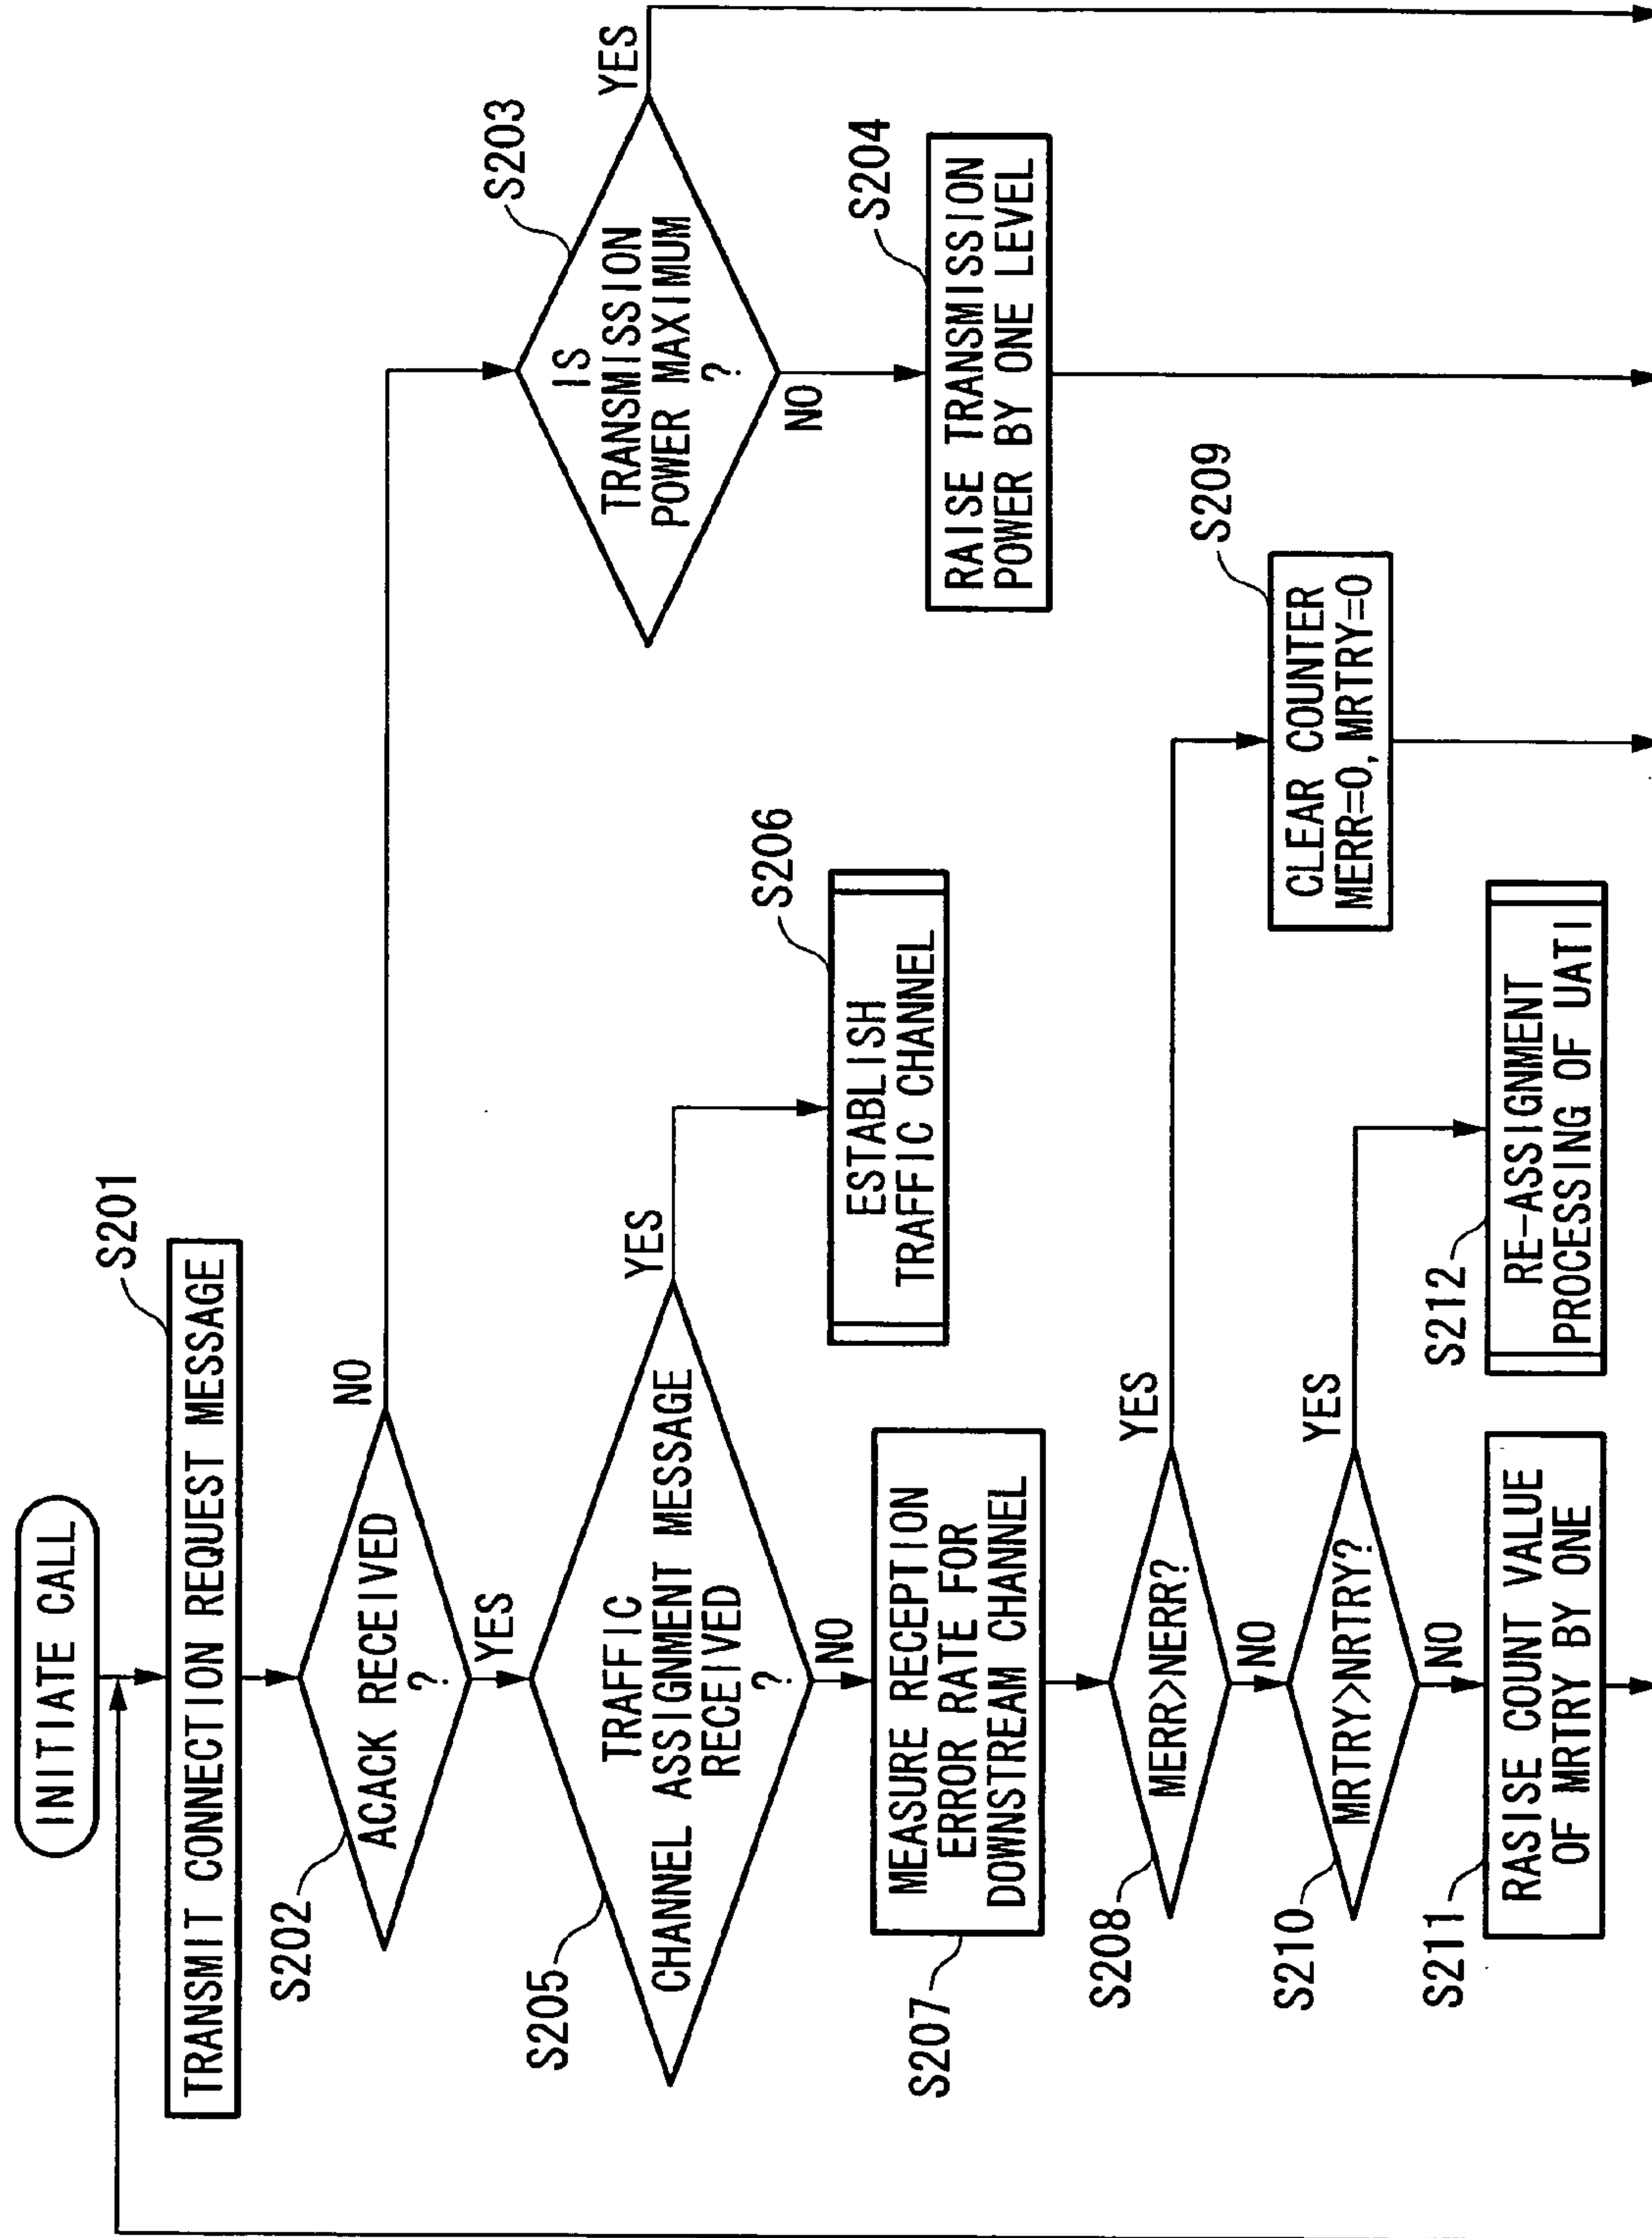 INITIATE CALL
S201
TRANSMIT CONNECTION REQUEST MESSAGE
S202
ACACK RECEIVED
?
NO
YES
S203
IS
TRANSMISSION
POWER MAXIMUM
?
YES
NO
S204
RAISE TRANSMISSION
POWER BY ONE LEVEL
S205
TRAFFIC
CHANNEL ASSIGNMENT MESSAGE
RECEIVED
?
YES
NO
S206
ESTABLISH
TRAFFIC CHANNEL
S207
MEASURE RECEPTION
ERROR RATE FOR
DOWNSTREAM CHANNEL
S208
MERR>NERR?
YES
NO
S209
CLEAR COUNTER
MERR=0, MRTRY=0
S210
MRTRY>NRTRY?
YES
NO
S211
RASISE COUNT VALUE
OF MRTRY BY ONE
S212
RE-ASSIGNMENT
PROCESSING OF UATI